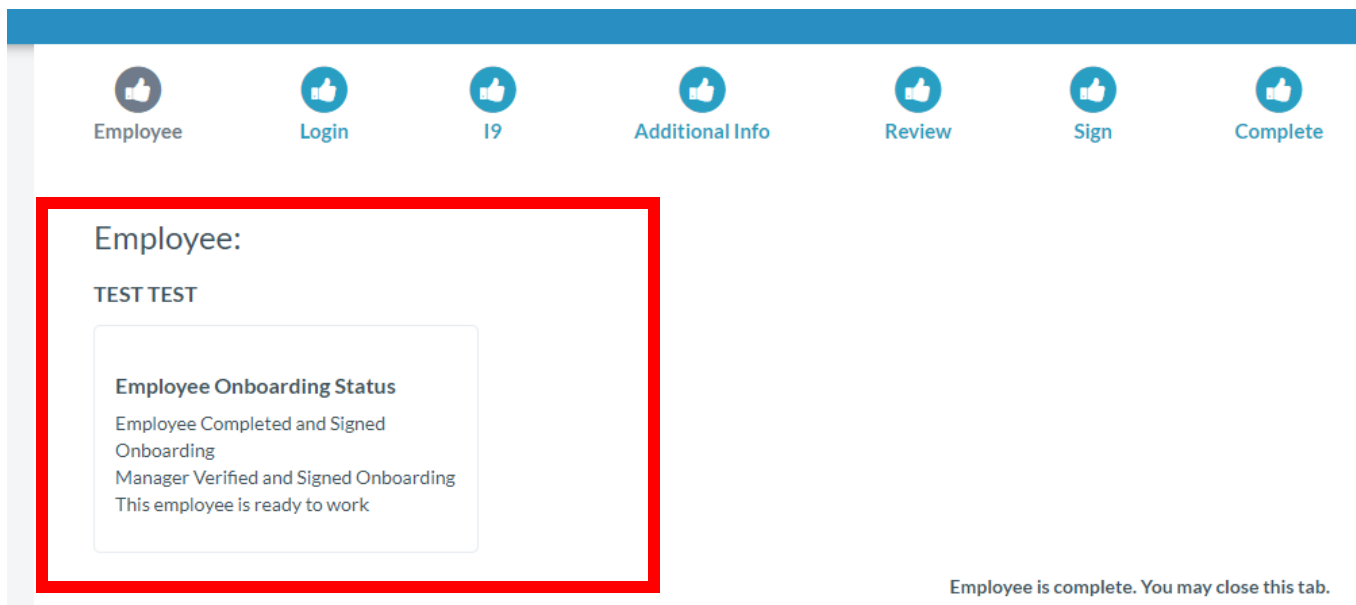 Employee
Login
I9
Additional Info
Review
Sign
Complete
Employee:
TEST TEST
Employee Onboarding Status
Employee Completed and Signed
Onboarding
Manager Verified and Signed Onboarding
This employee is ready to work
Employee is complete. You may close this tab.